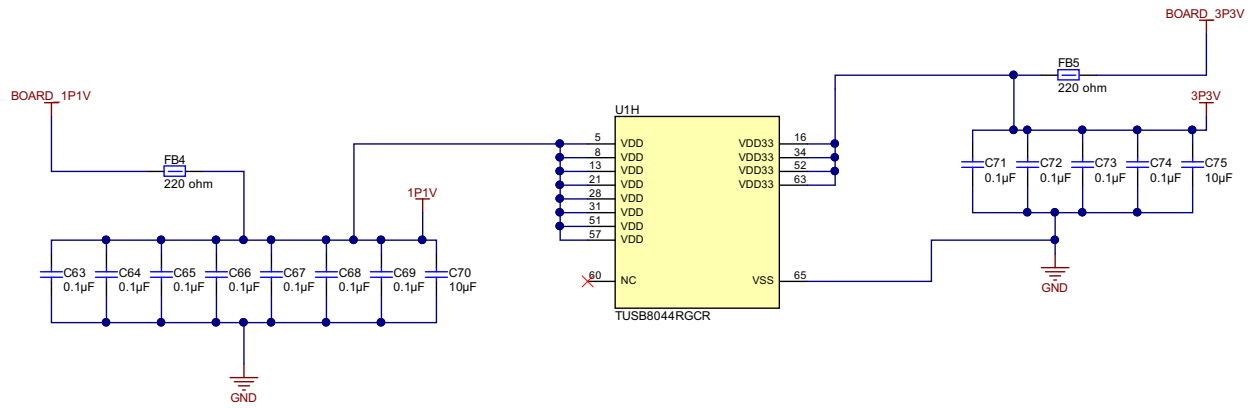 BOARD_3P3V
FB5
220 ohm
3P3V
BOARD_1P1V
FB4
220 ohm
1P1V
U1H
5 VDD VDD33 16
8 VDD VDD33 34
13 VDD VDD33 52
21 VDD VDD33 63
28 VDD
31 VDD
51 VDD
57 VDD
60 NC VSS 65
TUSB8044RGCR
C71 C72 C73 C74 C75
0.1µF 0.1µF 0.1µF 0.1µF 10µF
GND
C63 C64 C65 C66 C67 C68 C69 C70
0.1µF 0.1µF 0.1µF 0.1µF 0.1µF 0.1µF 0.1µF 10µF
GND